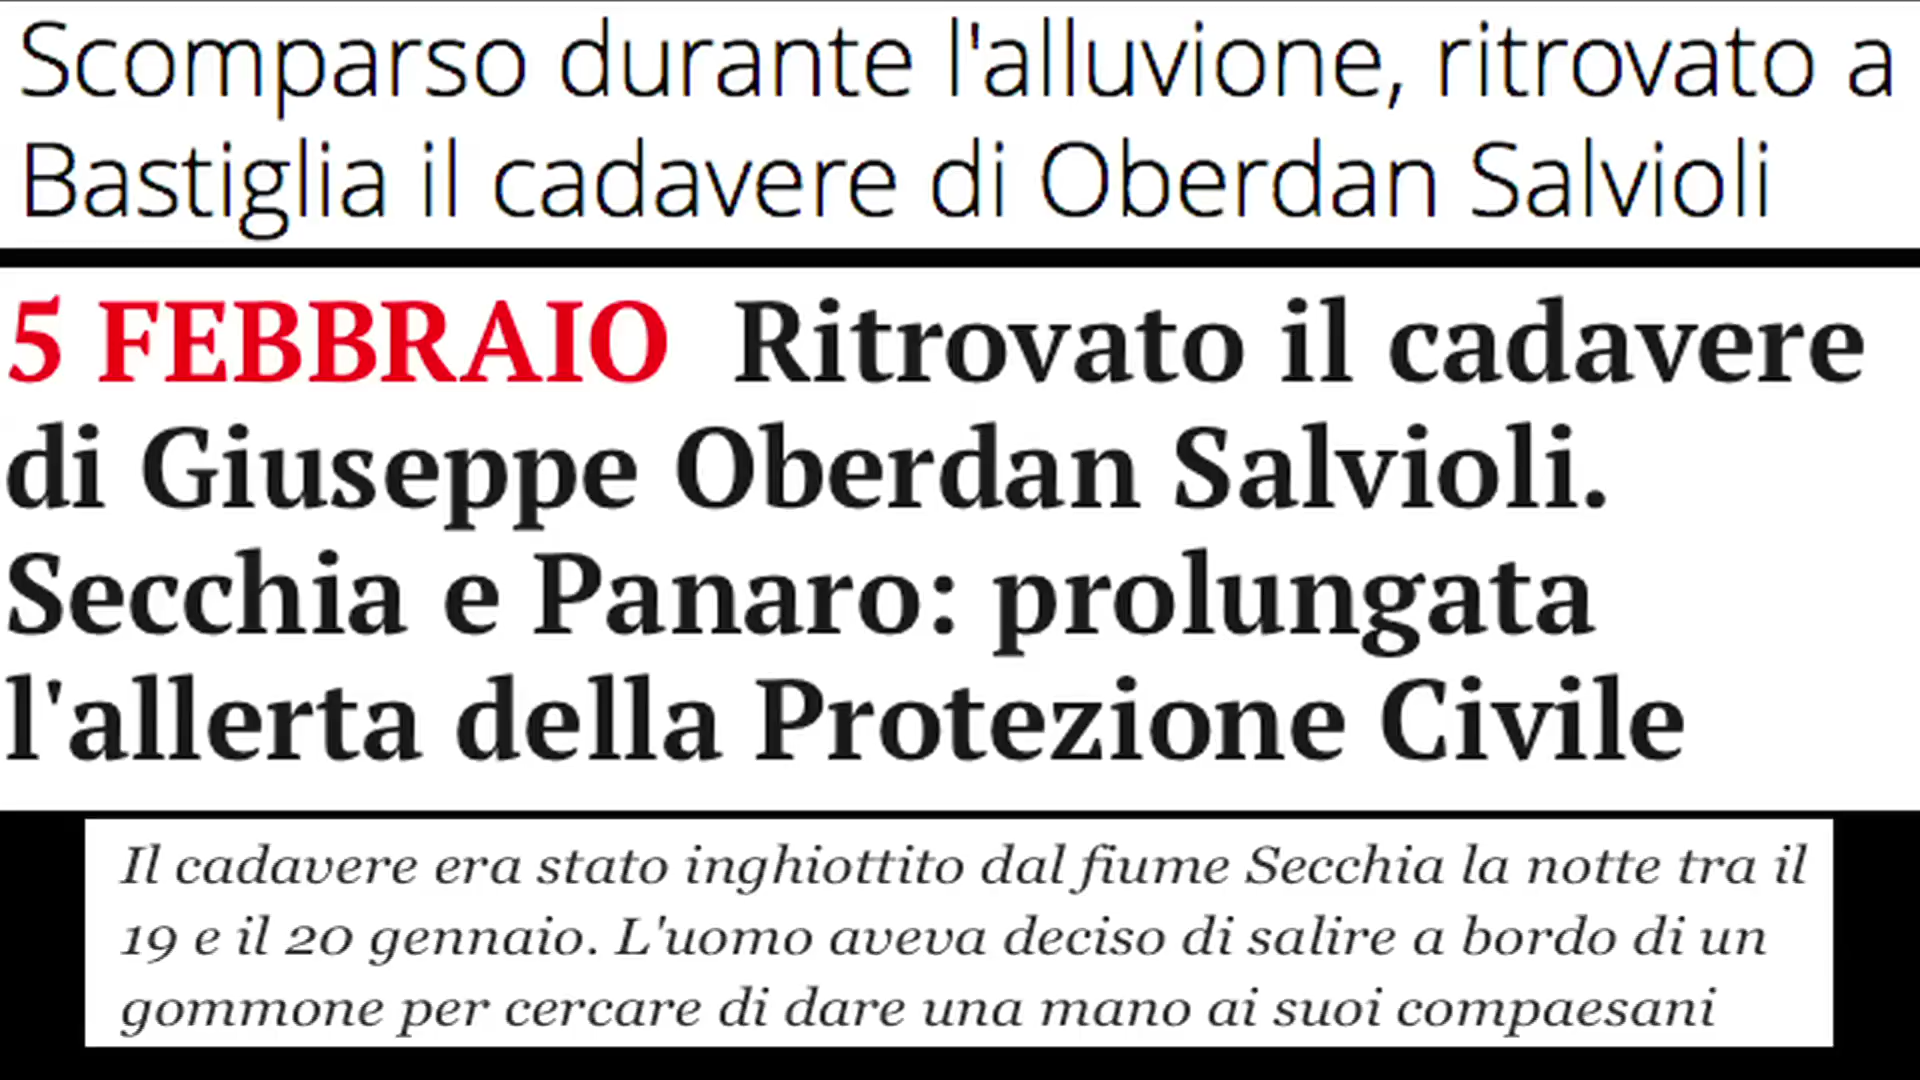 Scomparso durante l'alluvione, ritrovato a
Bastiglia il cadavere di Oberdan Salvioli
5 FEBBRAIO Ritrovato il cadavere
di Giuseppe Oberdan Salvioli.
Secchia e Panaro: prolungata
l'allerta della Protezione Civile
Il cadavere era stato inghiottito dal fiume Secchia la notte tra il
19 e il 20 gennaio. L'uomo aveva deciso di salire a bordo di un
gommone per cercare di dare una mano ai suoi compaesani